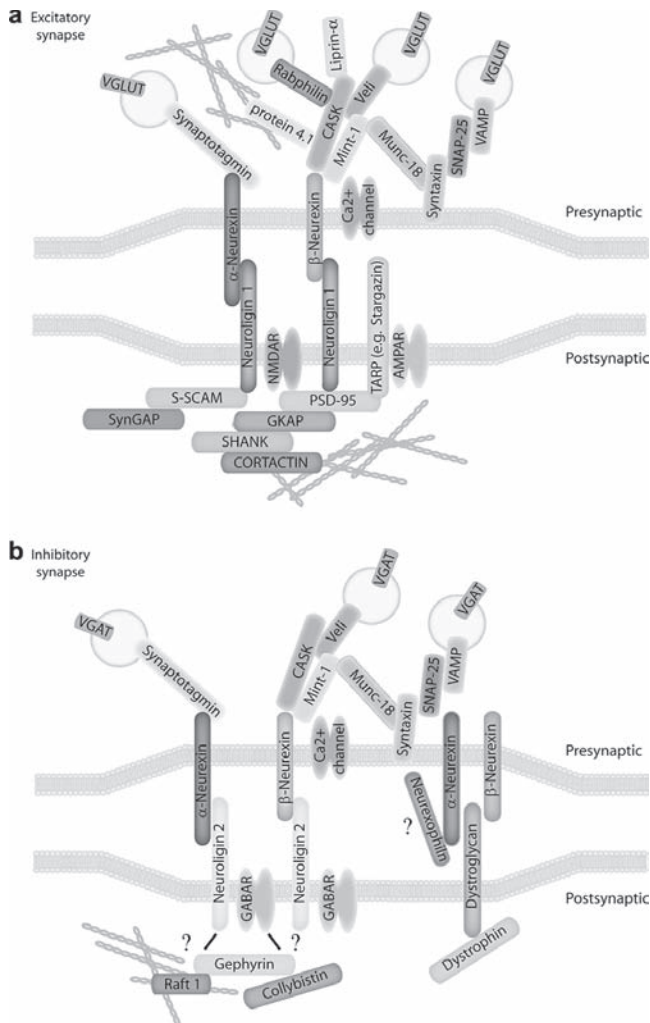 a Excitatory
synapse
VGLUT
Synaptotagmin
VGLUT
Rabphilin
protein 4.1
Liprin-α
CASK
Veli
VGLUT
Mint-1
Munc-18
Syntaxin
SNAP-25
VAMP
VGLUT
α-Neurexin
β-Neurexin
Ca2+
channel
Presynaptic
Neuroligin 1
NMDAR
Neuroligin 1
TARP (e.g. Stargazin)
AMPAR
Postsynaptic
S-SCAM
PSD-95
SynGAP
GKAP
SHANK
CORTACTIN
b Inhibitory
synapse
VGAT
Synaptotagmin
CASK
Veli
VGAT
Mint-1
Munc-18
Syntaxin
SNAP-25
VAMP
VGAT
α-Neurexin
β-Neurexin
Ca2+
channel
α-Neurexin
β-Neurexin
Presynaptic
Neurexophiln
?
Neuroligin 2
GABAR
Neuroligin 2
GABAR
Dystroglycan
Postsynaptic
? ?
Gephyrin
Dystrophin
Raft 1
Collybistin